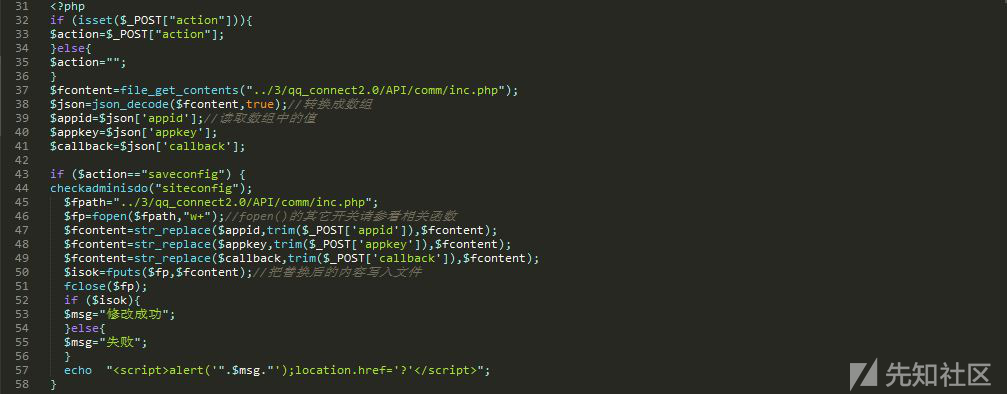 31 <?php
32 if (isset($_POST["action"])){
33 $action=$_POST["action"];
34 }else{
35 $action="";
36 }
37 $fcontent=file_get_contents("../3/qq_connect2.0/API/comm/inc.php");
38 $json=json_decode($fcontent,true);//转换成数组
39 $appid=$json['appid'];//读取数组中的值
40 $appkey=$json['appkey'];
41 $callback=$json['callback'];
42
43 if ($action=="saveconfig") {
44 checkadminisdo("siteconfig");
45 $fpath="../3/qq_connect2.0/API/comm/inc.php";
46 $fp=fopen($fpath,"w+");//fopen()的其它开关请参看相关函数
47 $fcontent=str_replace($appid,trim($_POST['appid']),$fcontent);
48 $fcontent=str_replace($appkey,trim($_POST['appkey']),$fcontent);
49 $fcontent=str_replace($callback,trim($_POST['callback']),$fcontent);
50 $isok=fputs($fp,$fcontent);//把替换后的内容写入文件
51 fclose($fp);
52 if ($isok){
53 $msg="修改成功";
54 }else{
55 $msg="失败";
56 }
57 echo "<script>alert('".$msg."');location.href='?'</script>";
58 }
先知社区